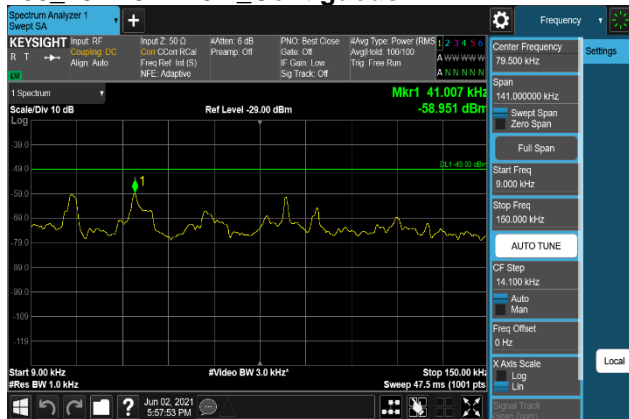 Spectrum Analyzer 1
Swept SA
Frequency
KEYSIGHT
R T
LW
Input: RF
Coupling: DC
Align: Auto
Input Z: 50 Ω
Corr CCorr RCal
Freq Ref: Int (S)
NFE: Adaptive
#Atten: 6 dB
Preamp: Off
PNO: Best Close
Gate: Off
IF Gain: Low
Sig Track: Off
#Avg Type: Power (RMS
Avg|Hold: 100/100
Trig: Free Run
1 2 3 4 5 6
A W W W W W
A N N N N N
1 Spectrum
Scale/Div 10 dB
Log
Ref Level -29.00 dBm
Mkr1 41.007 kHz
-58.951 dBm
DL1 -49.00 dBm
1
-39.0
-49.0
-59.0
-69.0
-79.0
-89.0
-99.0
-109
-119
Start 9.00 kHz
#Res BW 1.0 kHz
#Video BW 3.0 kHz*
Stop 150.00 kHz
Sweep 47.5 ms (1001 pts
Jun 02, 2021
5:57:53 PM
Center Frequency
79.500 kHz
Settings
Span
141.000000 kHz
Swept Span
Zero Span
Full Span
Start Freq
9.000 kHz
Stop Freq
150.000 kHz
AUTO TUNE
CF Step
14.100 kHz
Auto
Man
Freq Offset
0 Hz
X Axis Scale
Log
Lin
Local
Signal Track
(Span Zoom)